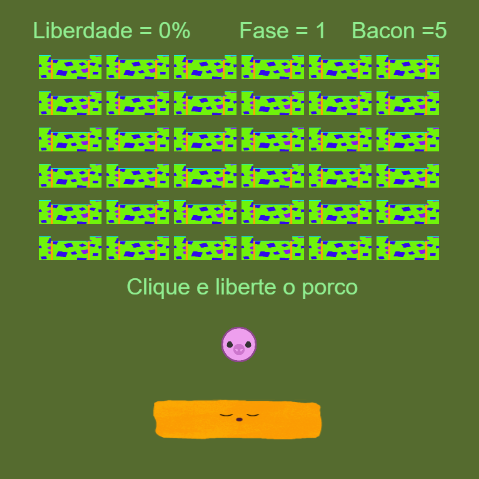 Liberdade = 0% Fase = 1 Bacon =5
Clique e liberte o porco